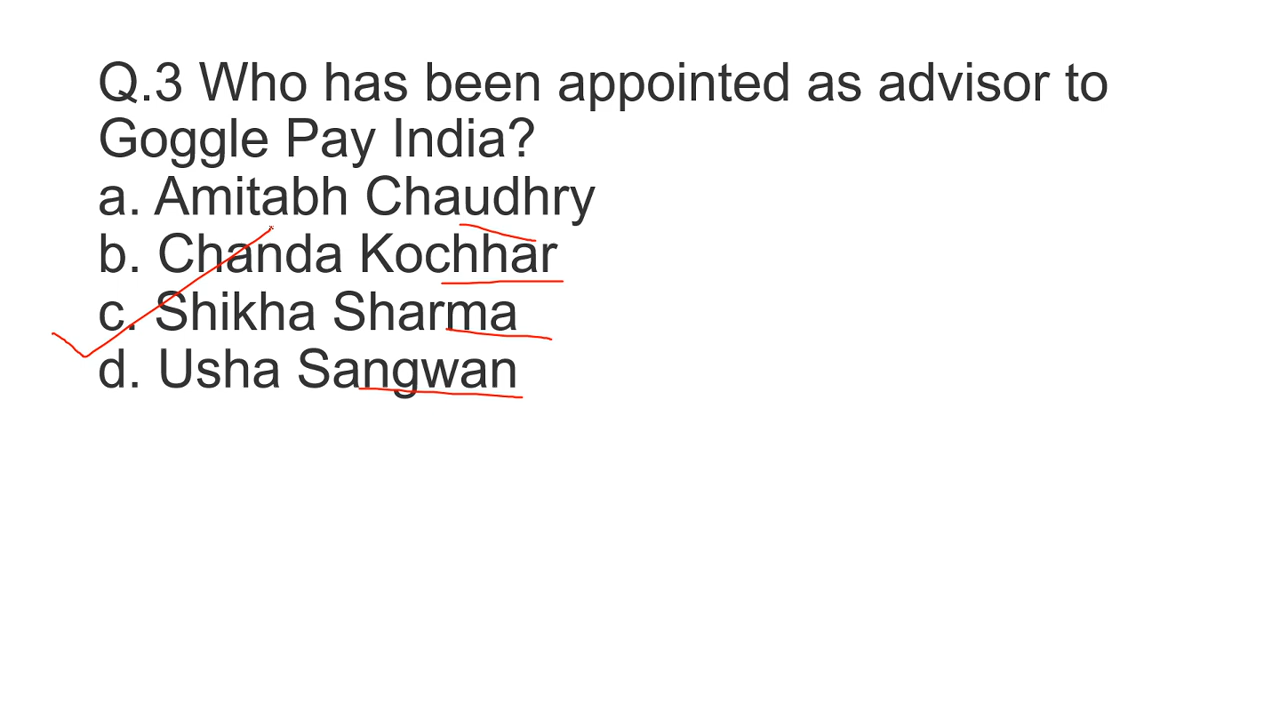 Q.3 Who has been appointed as advisor to
Goggle Pay India?
a. Amitabh Chaudhry
b. Chanda Kochhar
c. Shikha Sharma
d. Usha Sangwan